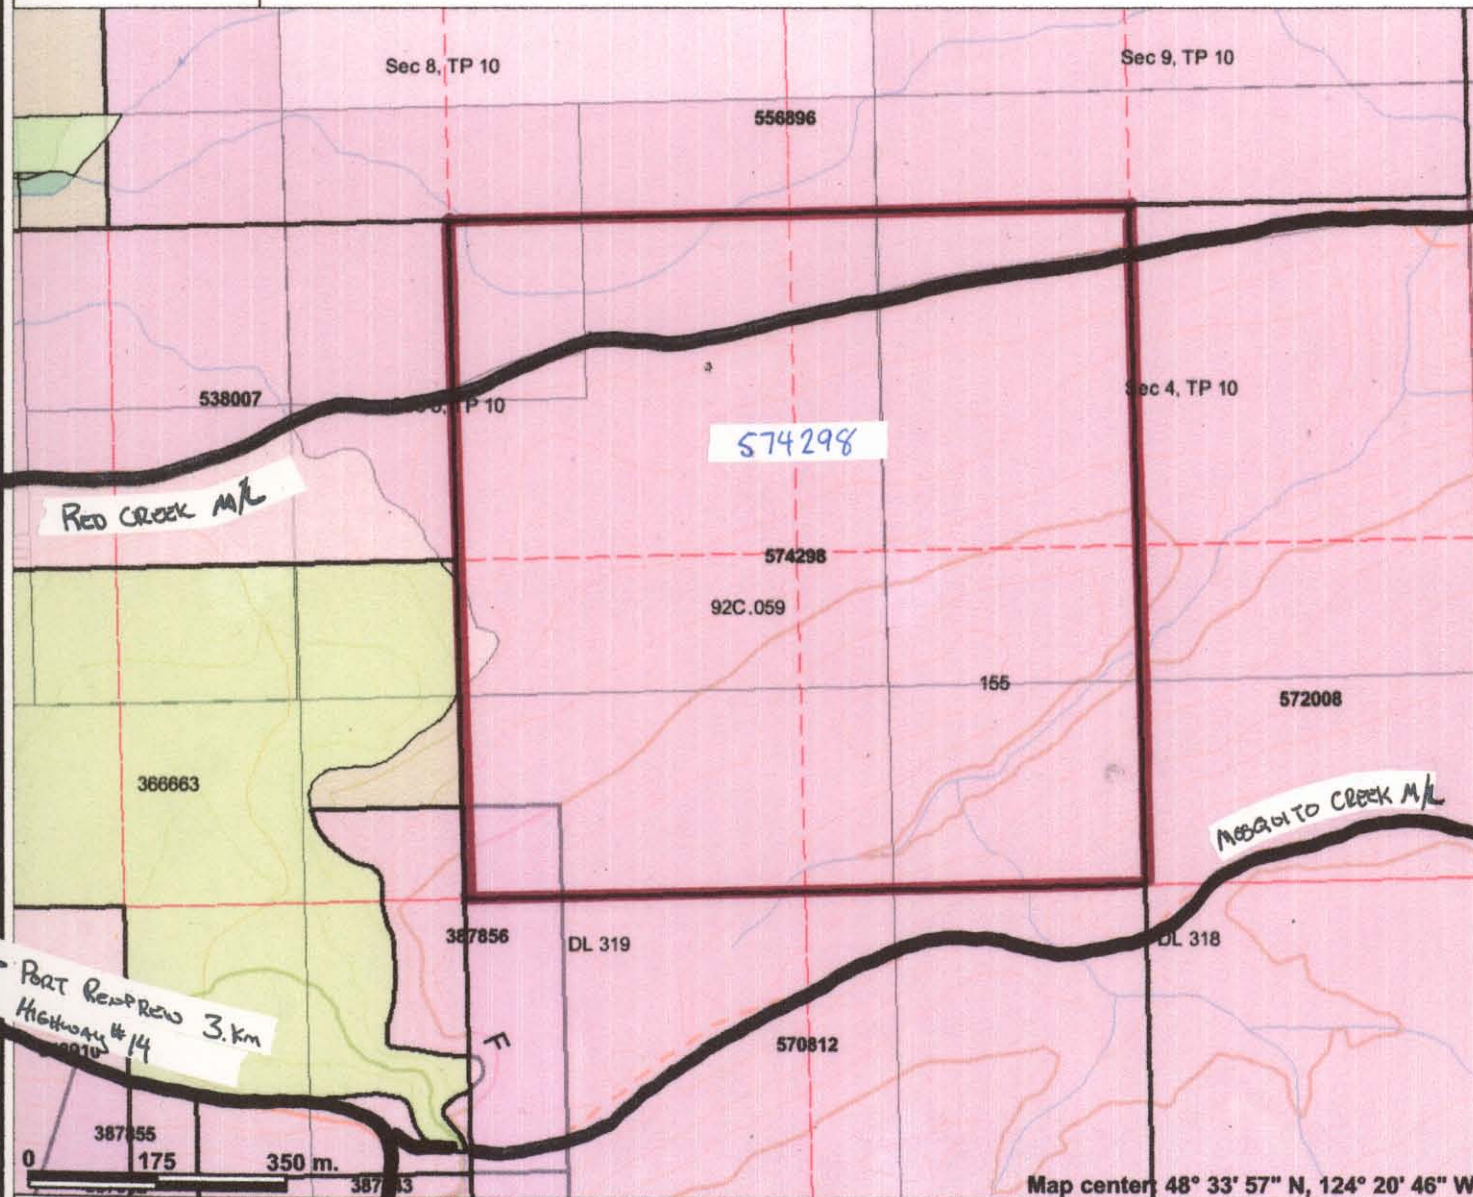 Sec 8, TP 10
Sec 9, TP 10
556896
538007
TP 10
Sec 4, TP 10
574298
RED CREEK M/L
574298
92C.059
155
572008
366663
MOSQUITO CREEK M/L
387856
DL 319
DL 318
PORT RENFREW 3.Km
HIGHWAY #14
F
570812
387855
0 175 350 m.
Map center: 48° 33' 57" N, 124° 20' 46" W